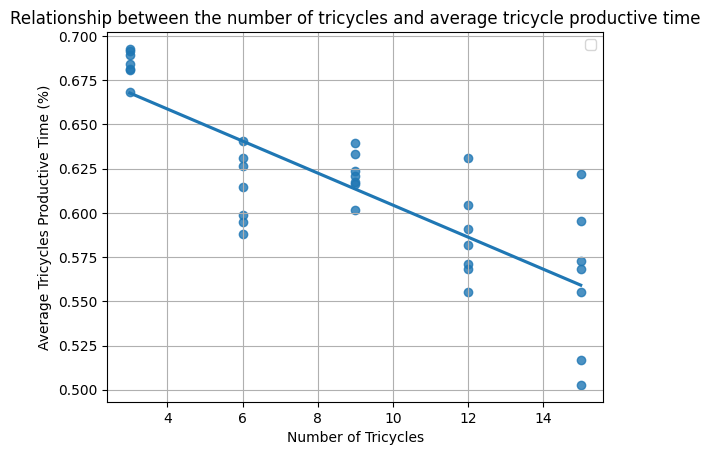 Relationship between the number of tricycles and average tricycle productive time
Average Tricycles Productive Time (%)
0.700
0.675
0.650
0.625
0.600
0.575
0.550
0.525
0.500
4 6 8 10 12 14
Number of Tricycles